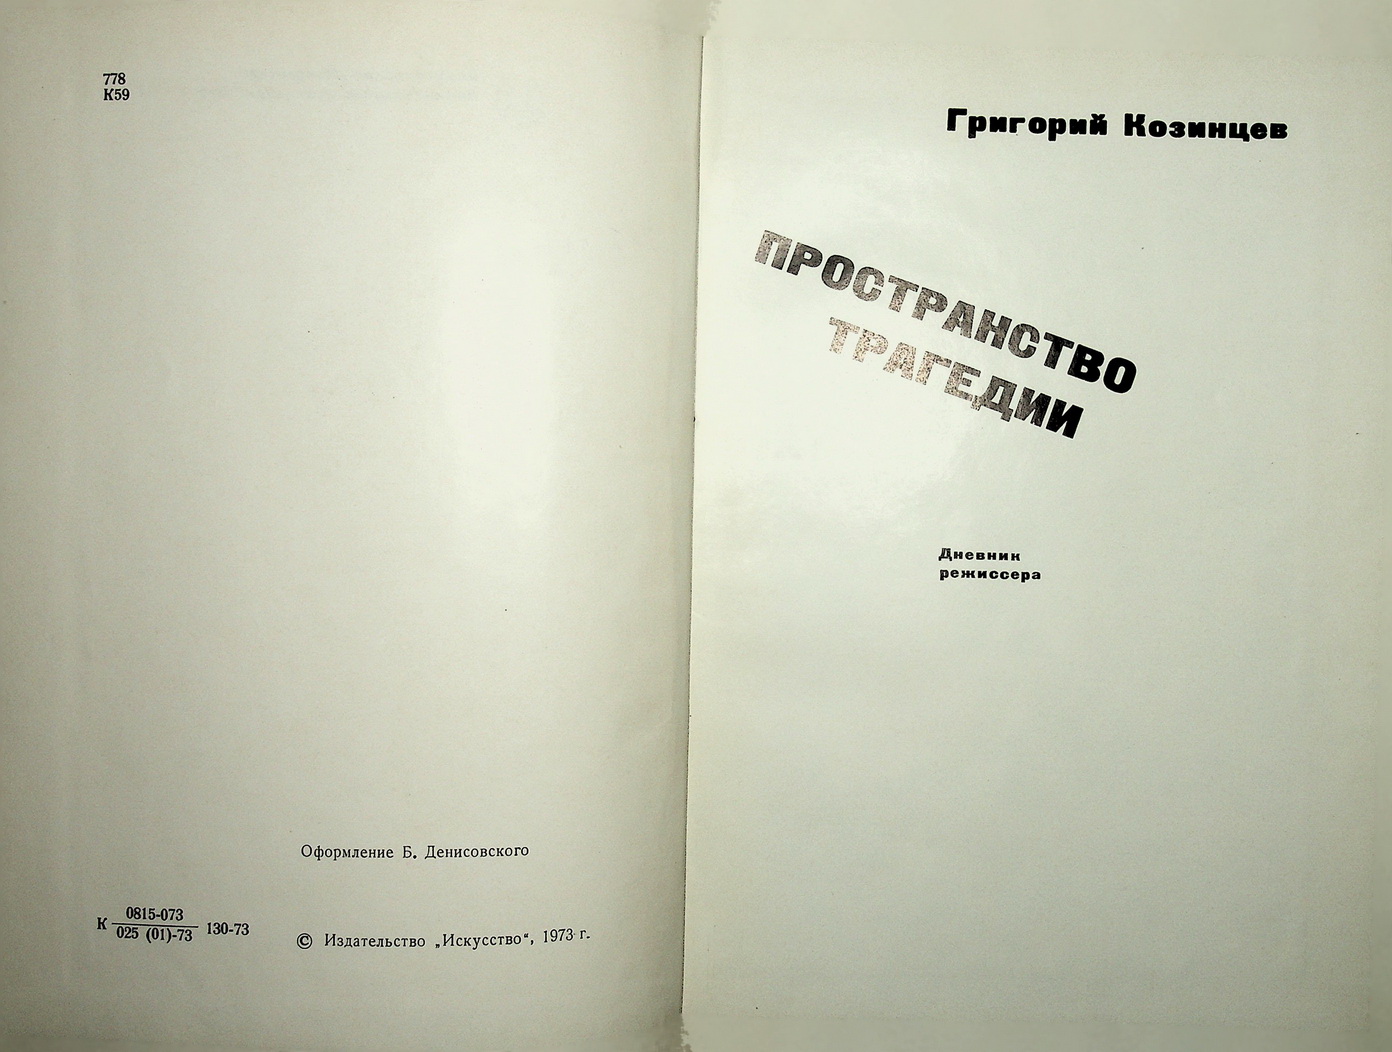 778
К59
Оформление Б. Денисовского
К 0815-073
025 (01)-73 130-73
© Издательство „Искусство“, 1973 г.
Григорий Козинцев
ПРОСТРАНСТВО
ТРАГЕДИИ
Дневник
режиссера